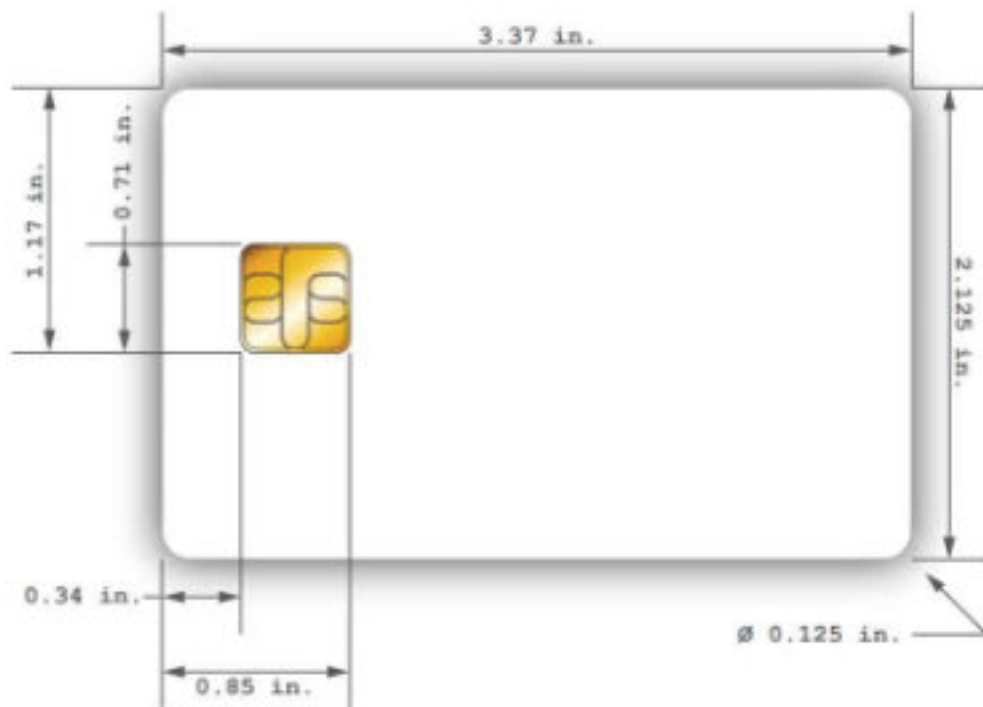 3.37 in.
0.71 in.
1.17 in.
2.125 in.
0.34 in.
Ø 0.125 in.
0.85 in.